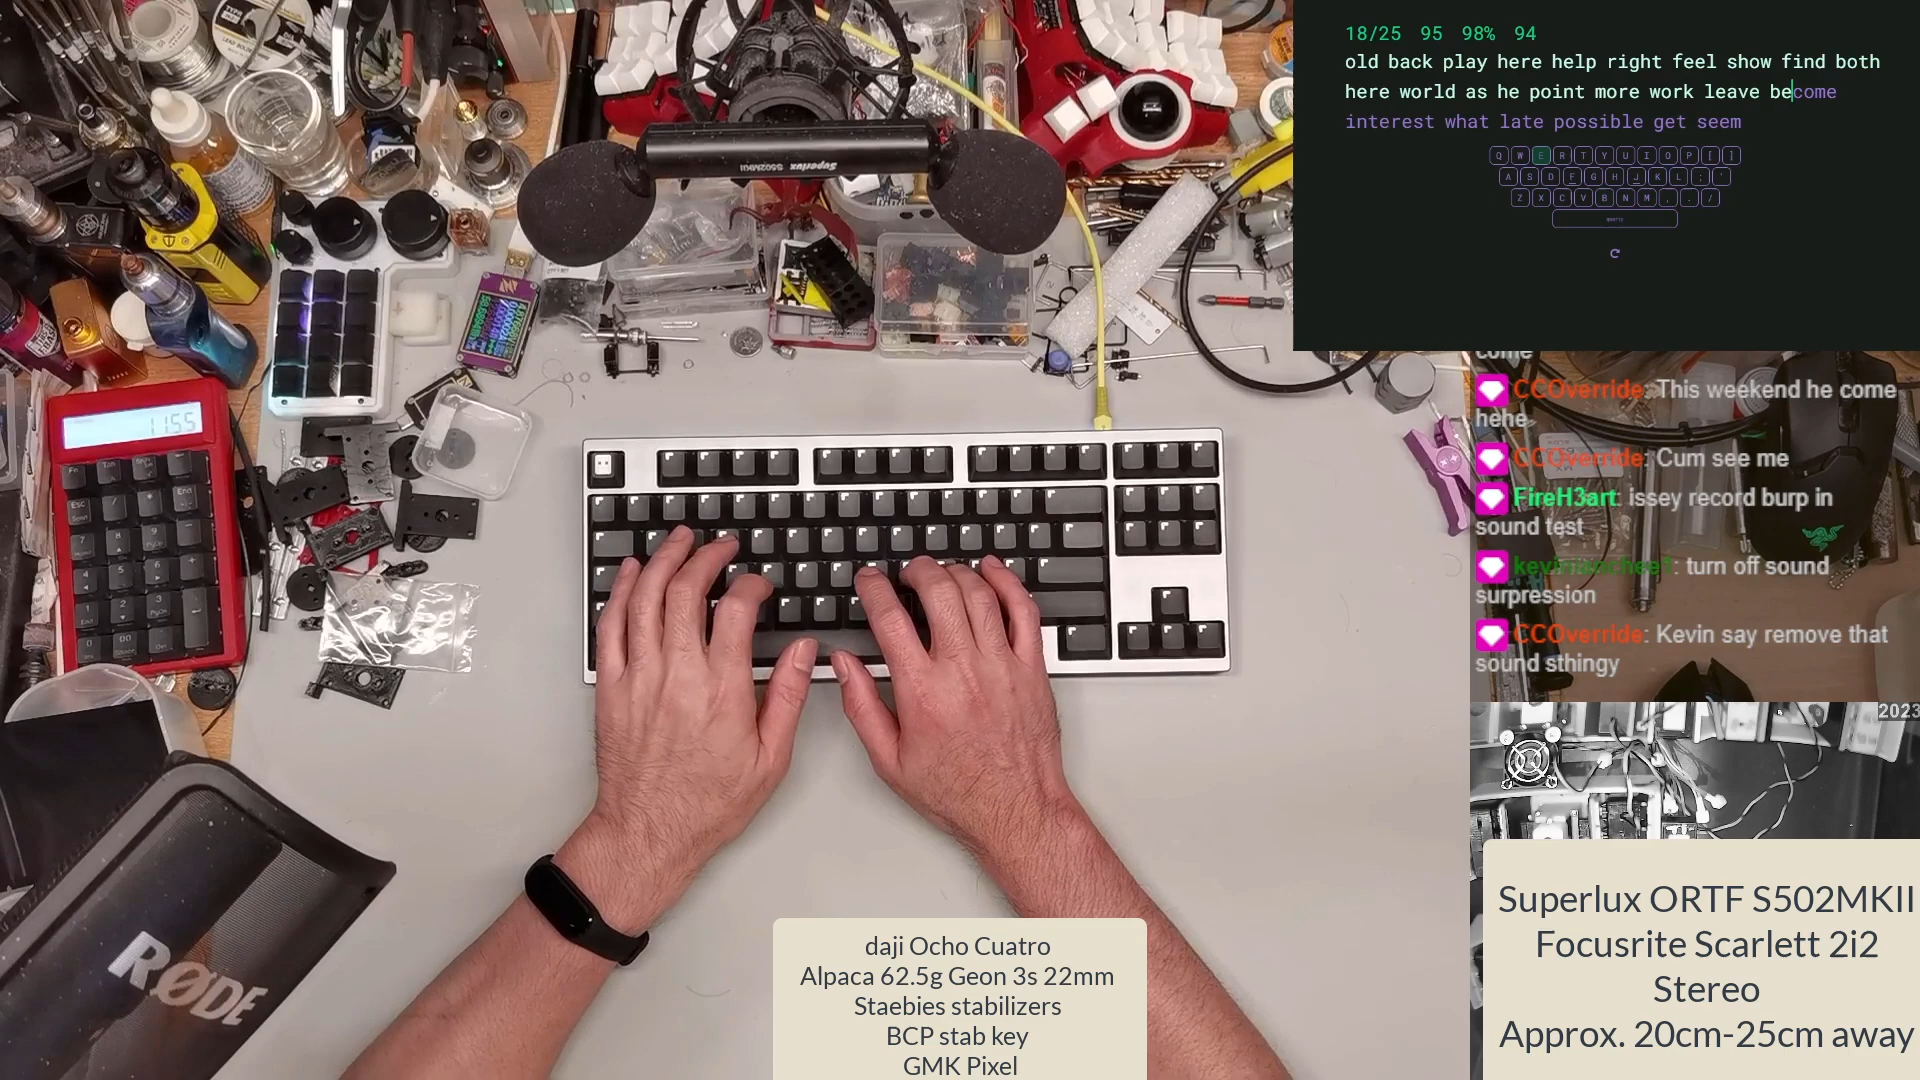 18/25 95 98% 94
old back play here help right feel show find both
here world as he point more work leave become
interest what late possible get seem
Q W E R T Y U I O P [ ]
A S D F G H J K L ; '
Z X C V B N M , . /
come
CCOverride: This weekend he come
hehe
CCOverride: Cum see me
FireH3art: issey record burp in
sound test
turn off sound
surpression
CCOverride: Kevin say remove that
sound sthingy
2023
Superlux ORTF S502MKII
Focusrite Scarlett 2i2
Stereo
Approx. 20cm-25cm away
daji Ocho Cuatro
Alpaca 62.5g Geon 3s 22mm
Staebies stabilizers
BCP stab key
GMK Pixel
RØDE
Superlux S502MKII
1155